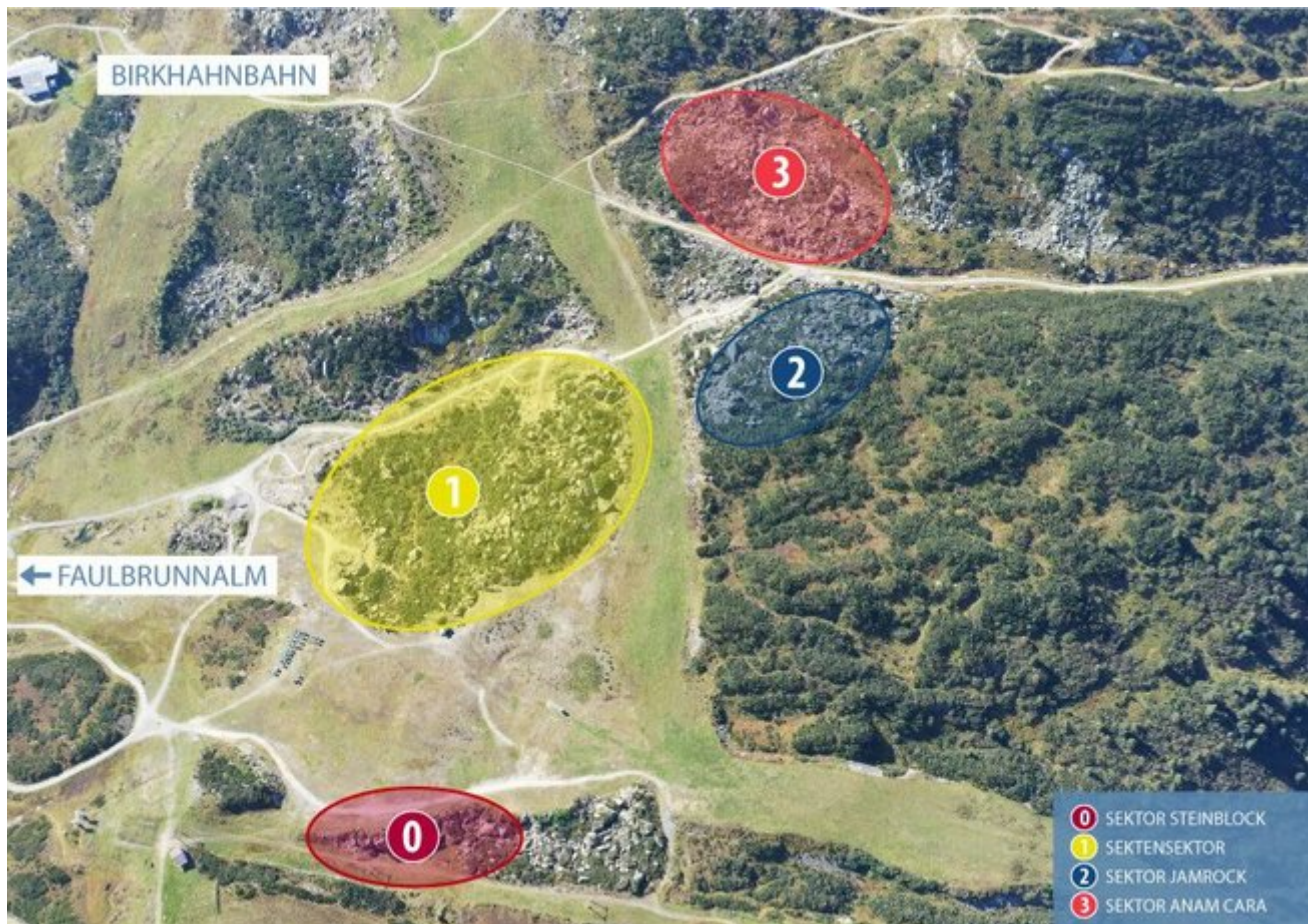 BIRKHAHNBAHN
3
2
1
← FAULBRUNNALM
0
0 SEKTOR STEINBLOCK
1 SEKTENSEKTOR
2 SEKTOR JAMROCK
3 SEKTOR ANAM CARA